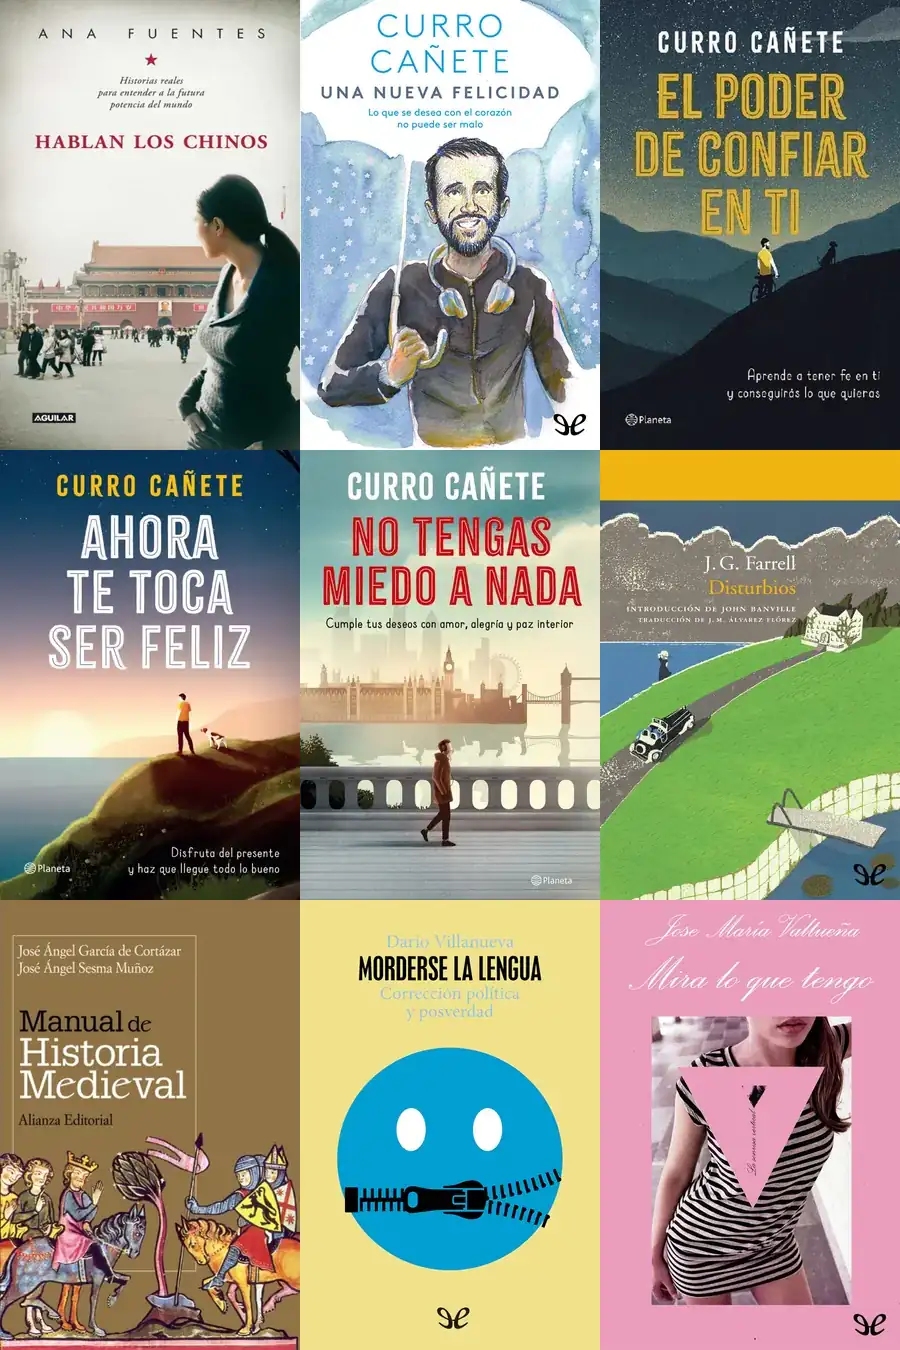 ANA FUENTES
Historias reales
para entender a la futura
potencia del mundo
HABLAN LOS CHINOS
AGUILAR
CURRO
CAÑETE
UNA NUEVA FELICIDAD
Lo que se desea con el corazón
no puede ser malo
CURRO CAÑETE
EL PODER
DE CONFIAR
EN TI
Aprende a tener fe en ti
y conseguirás lo que quieras
Planeta
CURRO CAÑETE
AHORA
TE TOCA
SER FELIZ
Disfruta del presente
y haz que llegue todo lo bueno
Planeta
CURRO CAÑETE
NO TENGAS
MIEDO A NADA
Cumple tus deseos con amor, alegría y paz interior
Planeta
J. G. Farrell
Disturbios
INTRODUCCIÓN DE JOHN BANVILLE
TRADUCCIÓN DE J. M. ÁLVAREZ FLÓREZ
José Ángel García de Cortázar
José Ángel Sesma Muñoz
Manual de
Historia
Medieval
Alianza Editorial
Darío Villanueva
MORDERSE LA LENGUA
Corrección política
y posverdad
Jose María Valtueña
Mira lo que tengo
La sonrisa vertical